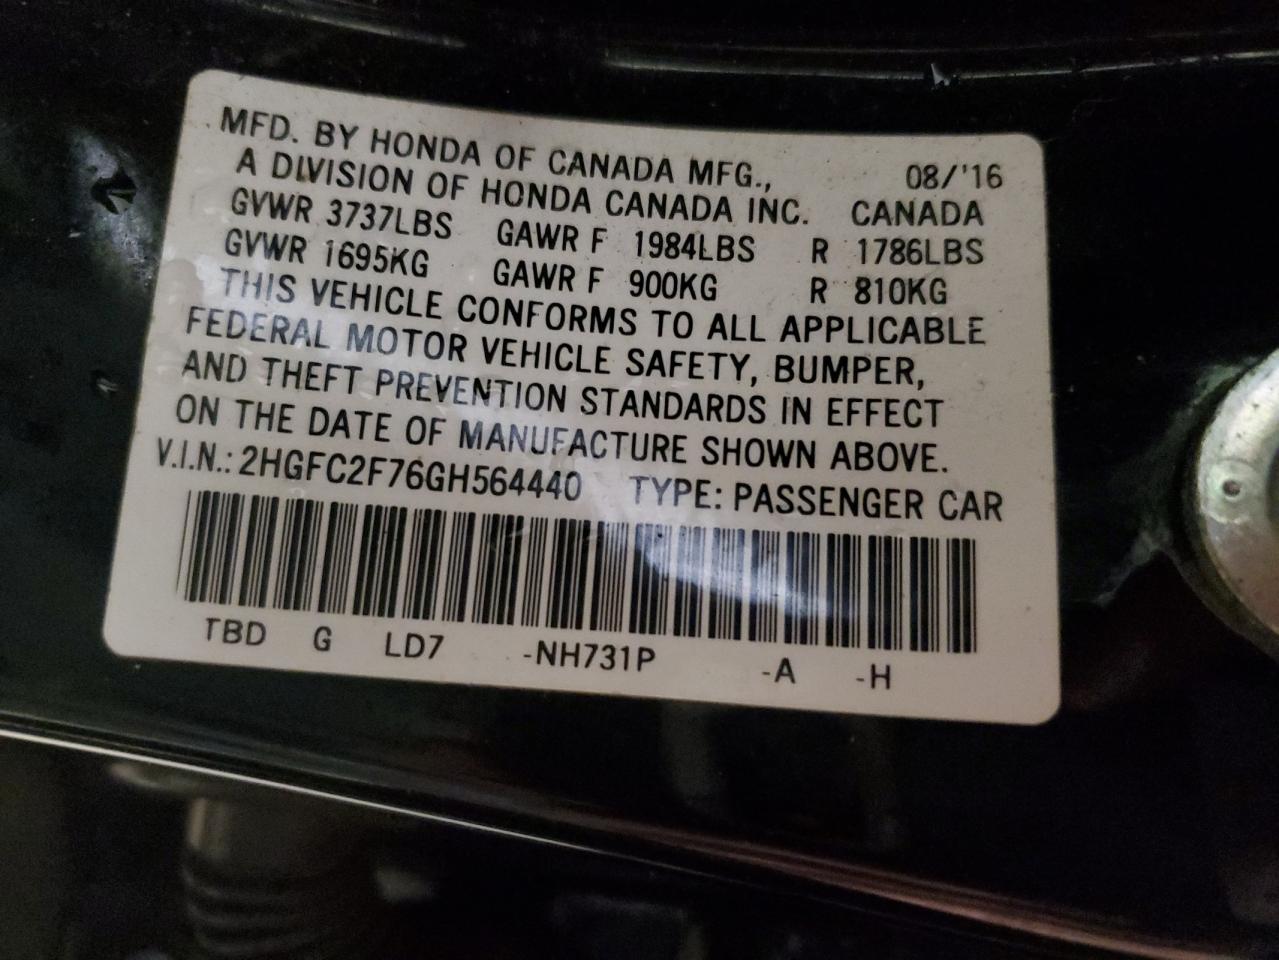 MFD. BY HONDA OF CANADA MFG., 08/'16
A DIVISION OF HONDA CANADA INC. CANADA
GVWR 3737LBS GAWR F 1984LBS R 1786LBS
GVWR 1695KG GAWR F 900KG R 810KG
THIS VEHICLE CONFORMS TO ALL APPLICABLE
FEDERAL MOTOR VEHICLE SAFETY, BUMPER,
AND THEFT PREVENTION STANDARDS IN EFFECT
ON THE DATE OF MANUFACTURE SHOWN ABOVE.
V.I.N.: 2HGFC2F76GH564440 TYPE: PASSENGER CAR
TBD G LD7 -NH731P -A -H